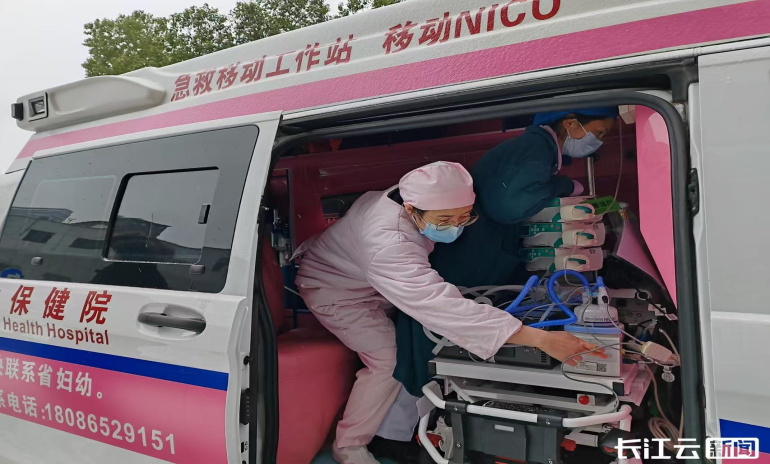 急救移动工作站 移动NICU
保健院
Health Hospital
联系省妇幼。
电话:18086529151
长江云新闻